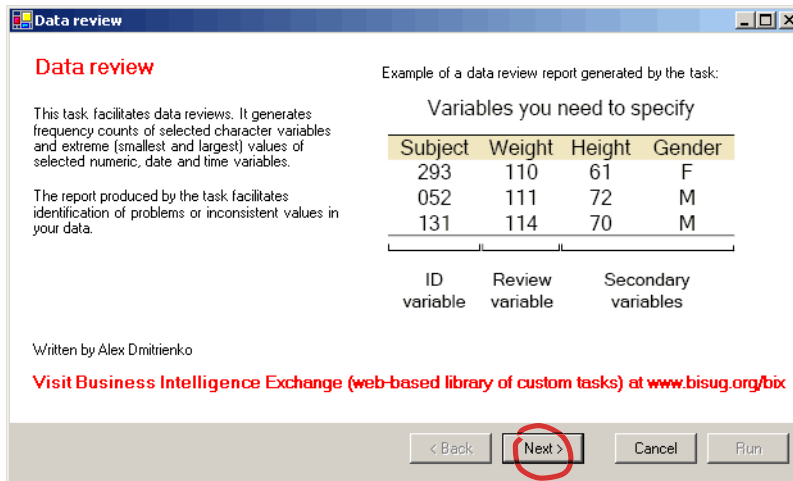 Data review
Data review
This task facilitates data reviews. It generates
frequency counts of selected character variables
and extreme (smallest and largest) values of
selected numeric, date and time variables.
The report produced by the task facilitates
identification of problems or inconsistent values in
your data.
Example of a data review report generated by the task:
Variables you need to specify
Subject Weight Height Gender
293 110 61 F
052 111 72 M
131 114 70 M
ID Review Secondary
variable variable variables
Written by Alex Dmitrienko
Visit Business Intelligence Exchange (web-based library of custom tasks) at www.bisug.org/bix
< Back Next > Cancel Run